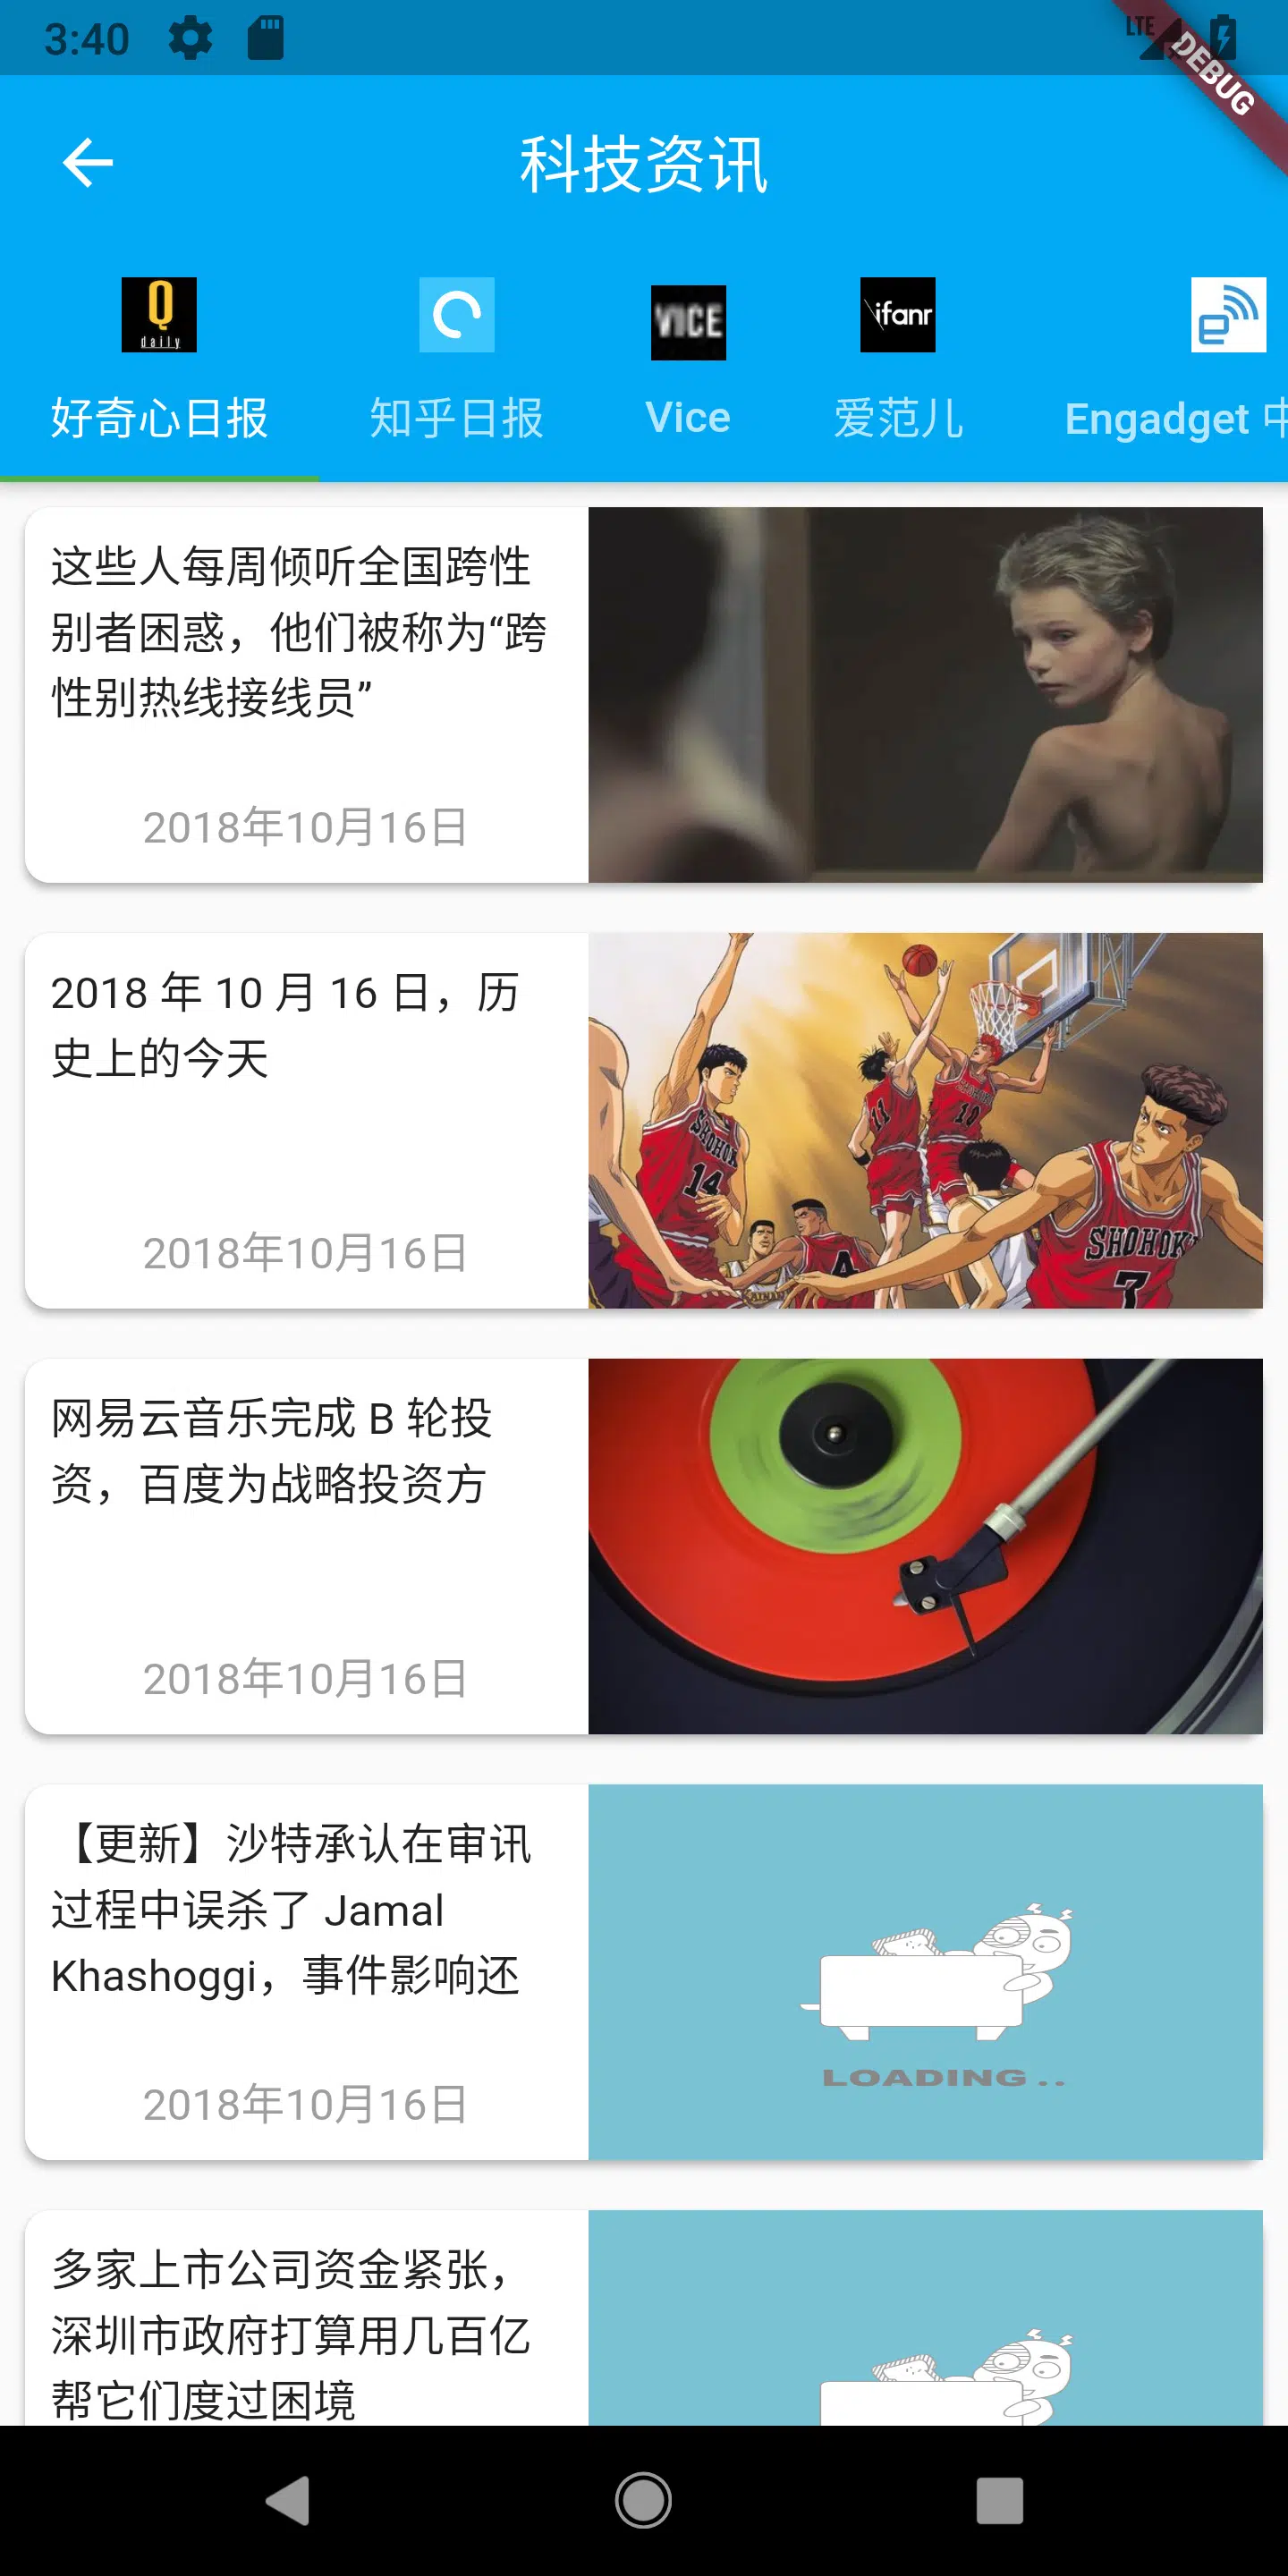 3:40
LTE
DEBUG
科技资讯
Q
daily
VICE
ifanr
e
好奇心日报
知乎日报
Vice
爱范儿
Engadget 中
这些人每周倾听全国跨性
别者困惑，他们被称为“跨
性别热线接线员”
2018年10月16日
2018 年 10 月 16 日，历
史上的今天
2018年10月16日
SHOHOK
14
11
SHOHOK
10
4
KAINAN
SHOHOK
7
网易云音乐完成 B 轮投
资，百度为战略投资方
2018年10月16日
【更新】沙特承认在审讯
过程中误杀了 Jamal
Khashoggi，事件影响还
2018年10月16日
LOADING ..
多家上市公司资金紧张，
深圳市政府打算用几百亿
帮它们度过困境